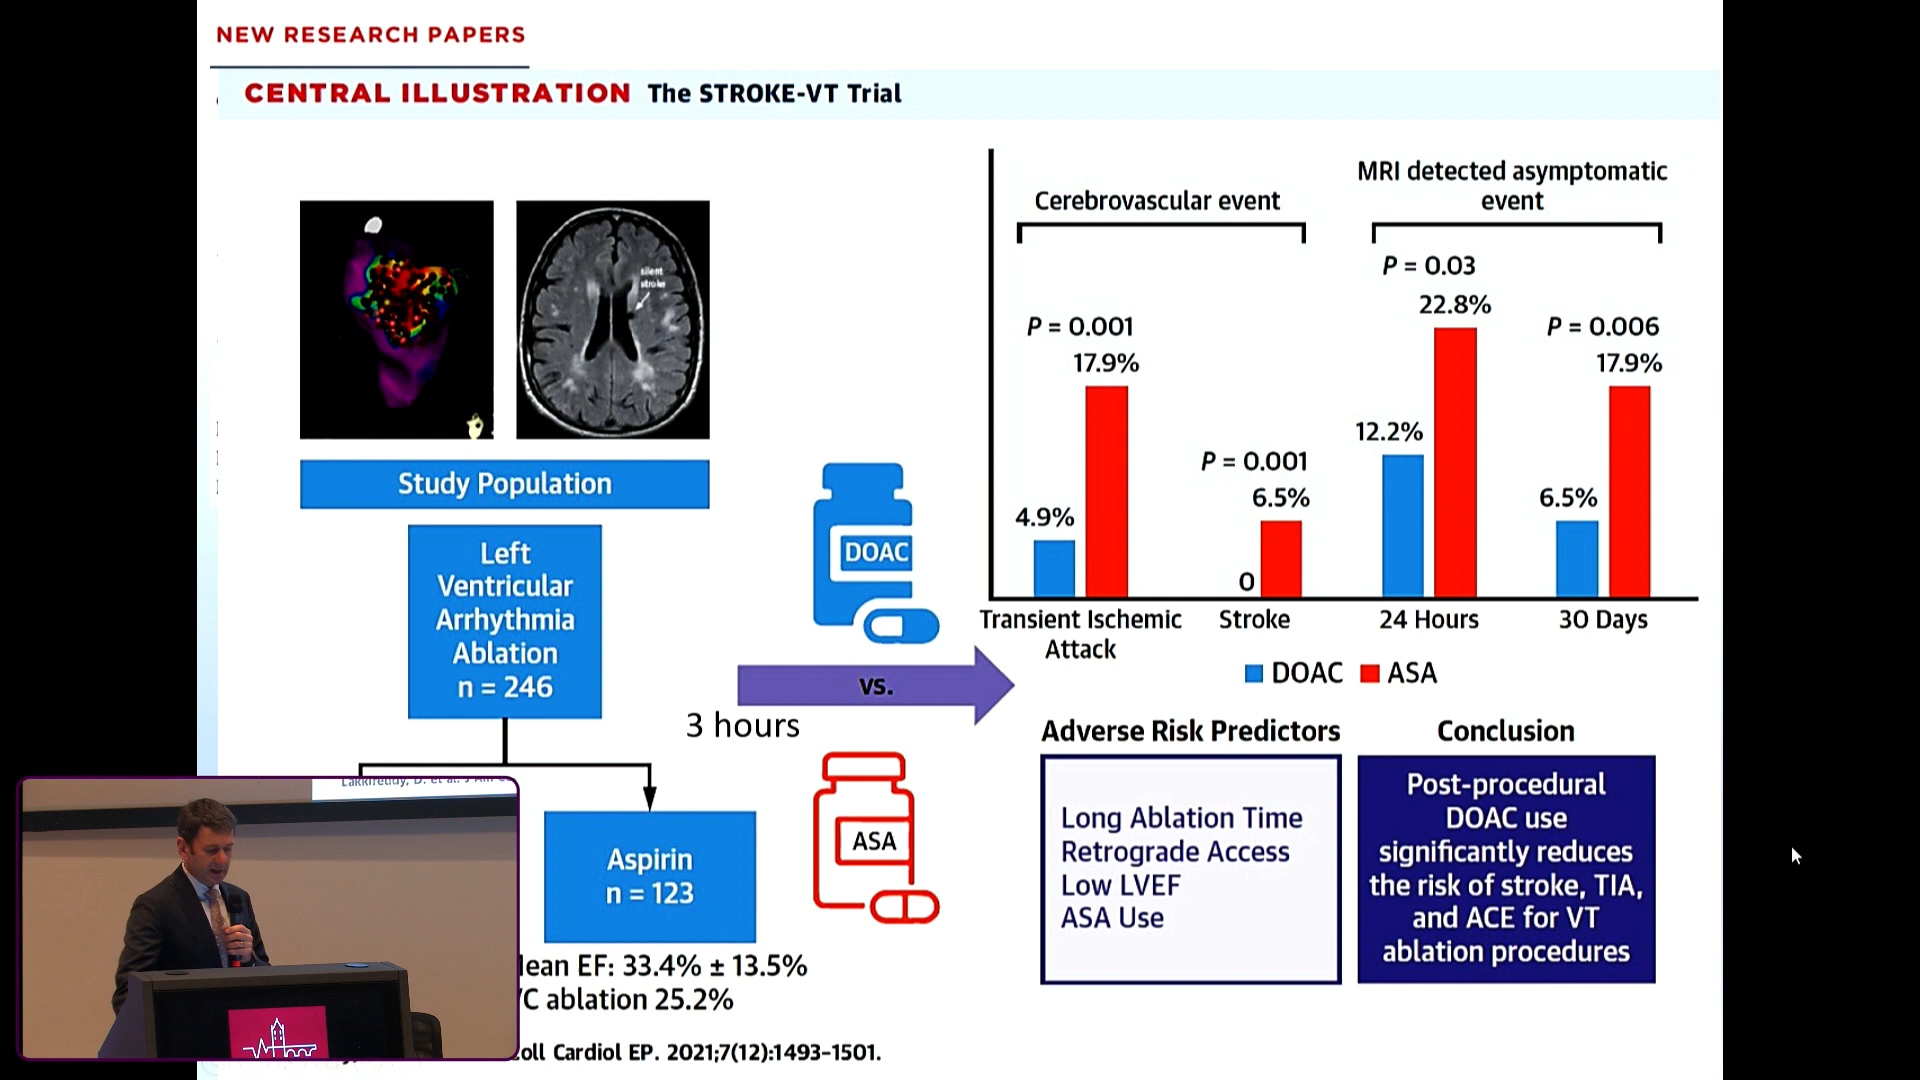 NEW RESEARCH PAPERS
CENTRAL ILLUSTRATION The STROKE-VT Trial
silent
stroke
Study Population
Left
Ventricular
Arrhythmia
Ablation
n = 246
Aspirin
n = 123
ean EF: 33.4% ± 13.5%
C ablation 25.2%
oll Cardiol EP. 2021;7(12):1493-1501.
DOAC
vs.
3 hours
ASA
Cerebrovascular event
MRI detected asymptomatic
event
P = 0.001
17.9%
4.9%
P = 0.001
6.5%
0
P = 0.03
22.8%
12.2%
P = 0.006
17.9%
6.5%
Transient Ischemic
Attack
Stroke
24 Hours
30 Days
DOAC
ASA
Adverse Risk Predictors
Long Ablation Time
Retrograde Access
Low LVEF
ASA Use
Conclusion
Post-procedural
DOAC use
significantly reduces
the risk of stroke, TIA,
and ACE for VT
ablation procedures